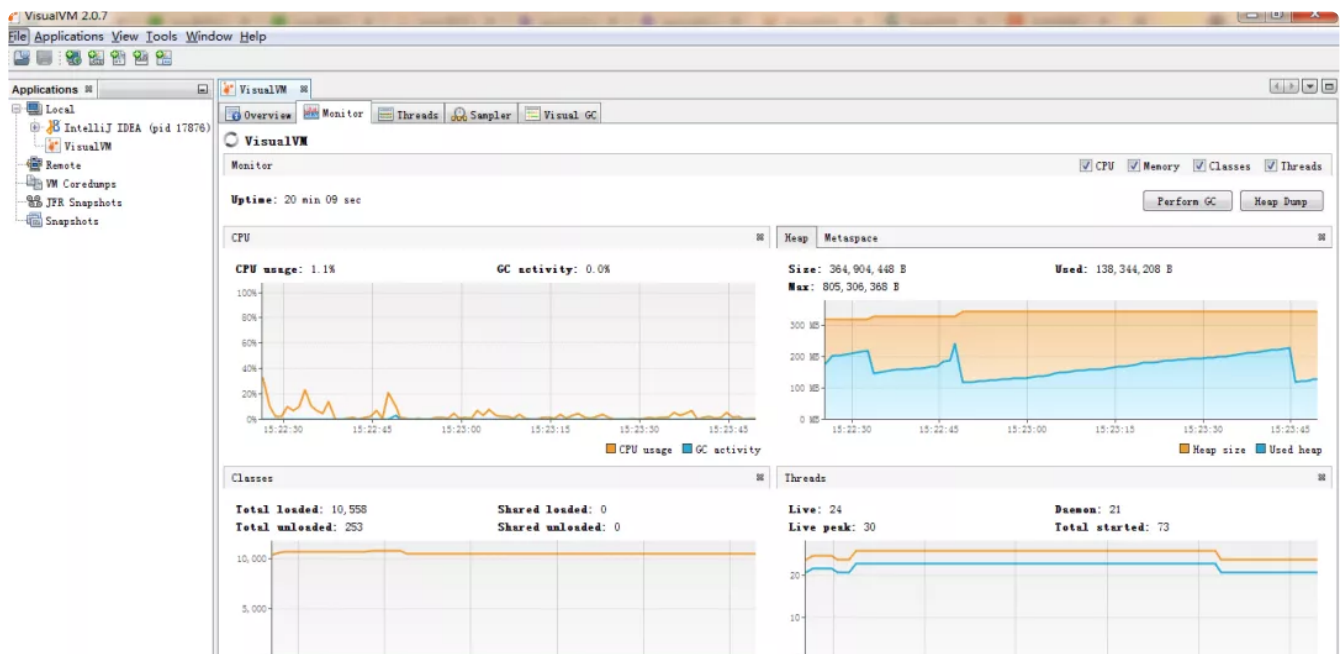 VisualVM 2.0.7
File Applications View Tools Window Help
Applications
Local
IntelliJ IDEA (pid 17876)
VisualVM
Remote
VM Coredumps
JFR Snapshots
Snapshots
VisualVM
Overview Monitor Threads Sampler Visual GC
VisualVM
Monitor
CPU Memory Classes Threads
Uptime: 20 min 09 sec
Perform GC Heap Dump
CPU
CPU usage: 1.1% GC activity: 0.0%
100%
80%
60%
40%
20%
0%
15:22:30 15:22:45 15:23:00 15:23:15 15:23:30 15:23:45
CPU usage GC activity
Heap Metaspace
Size: 364,904,448 B Used: 138,344,208 B
Max: 805,306,368 B
300 MB
200 MB
100 MB
0 MB
15:22:30 15:22:45 15:23:00 15:23:15 15:23:30 15:23:45
Heap size Used heap
Classes
Total loaded: 10,558 Shared loaded: 0
Total unloaded: 253 Shared unloaded: 0
10,000
5,000
Threads
Live: 24 Daemon: 21
Live peak: 30 Total started: 73
20
10